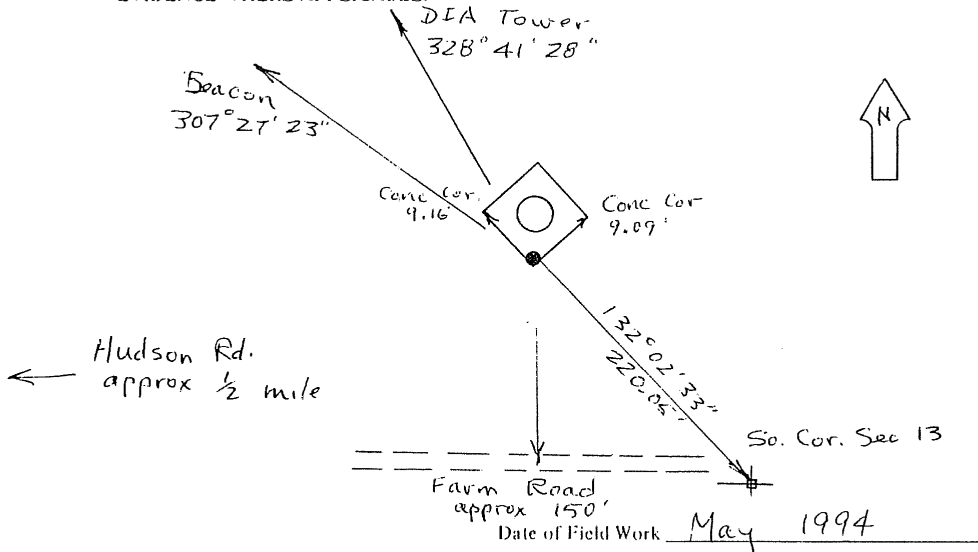 DIA Tower
328° 41' 28"
Beacon
307° 27' 23"
N
Conc Cor.
9.16'
Conc Cor
9.09'
132° 02' 33"
220.05'
Hudson Rd.
approx ½ mile
So. Cor. Sec 13
Farm Road
approx 150'
Date of Field Work May 1994